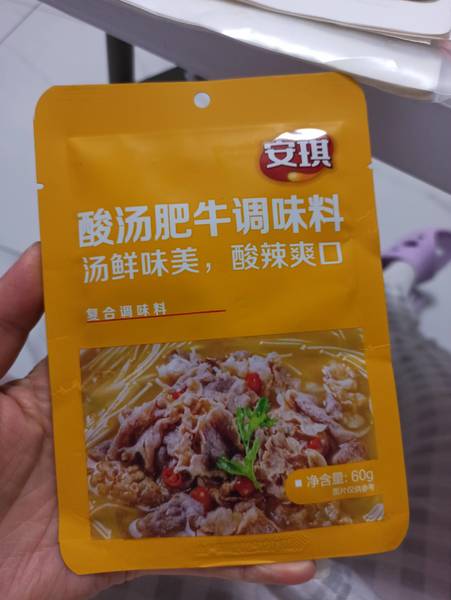 安琪
酸汤肥牛调味料
汤鲜味美，酸辣爽口
复合调味料
净含量: 60g
图片仅供参考